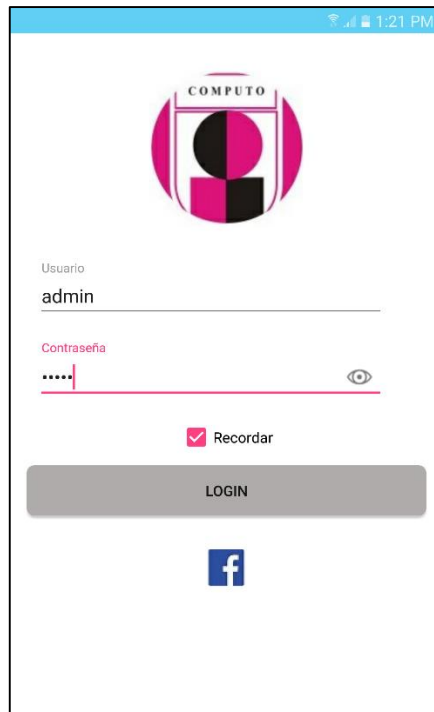 1:21 PM
COMPUTO
Usuario
admin
Contraseña
•••••
Recordar
LOGIN
f